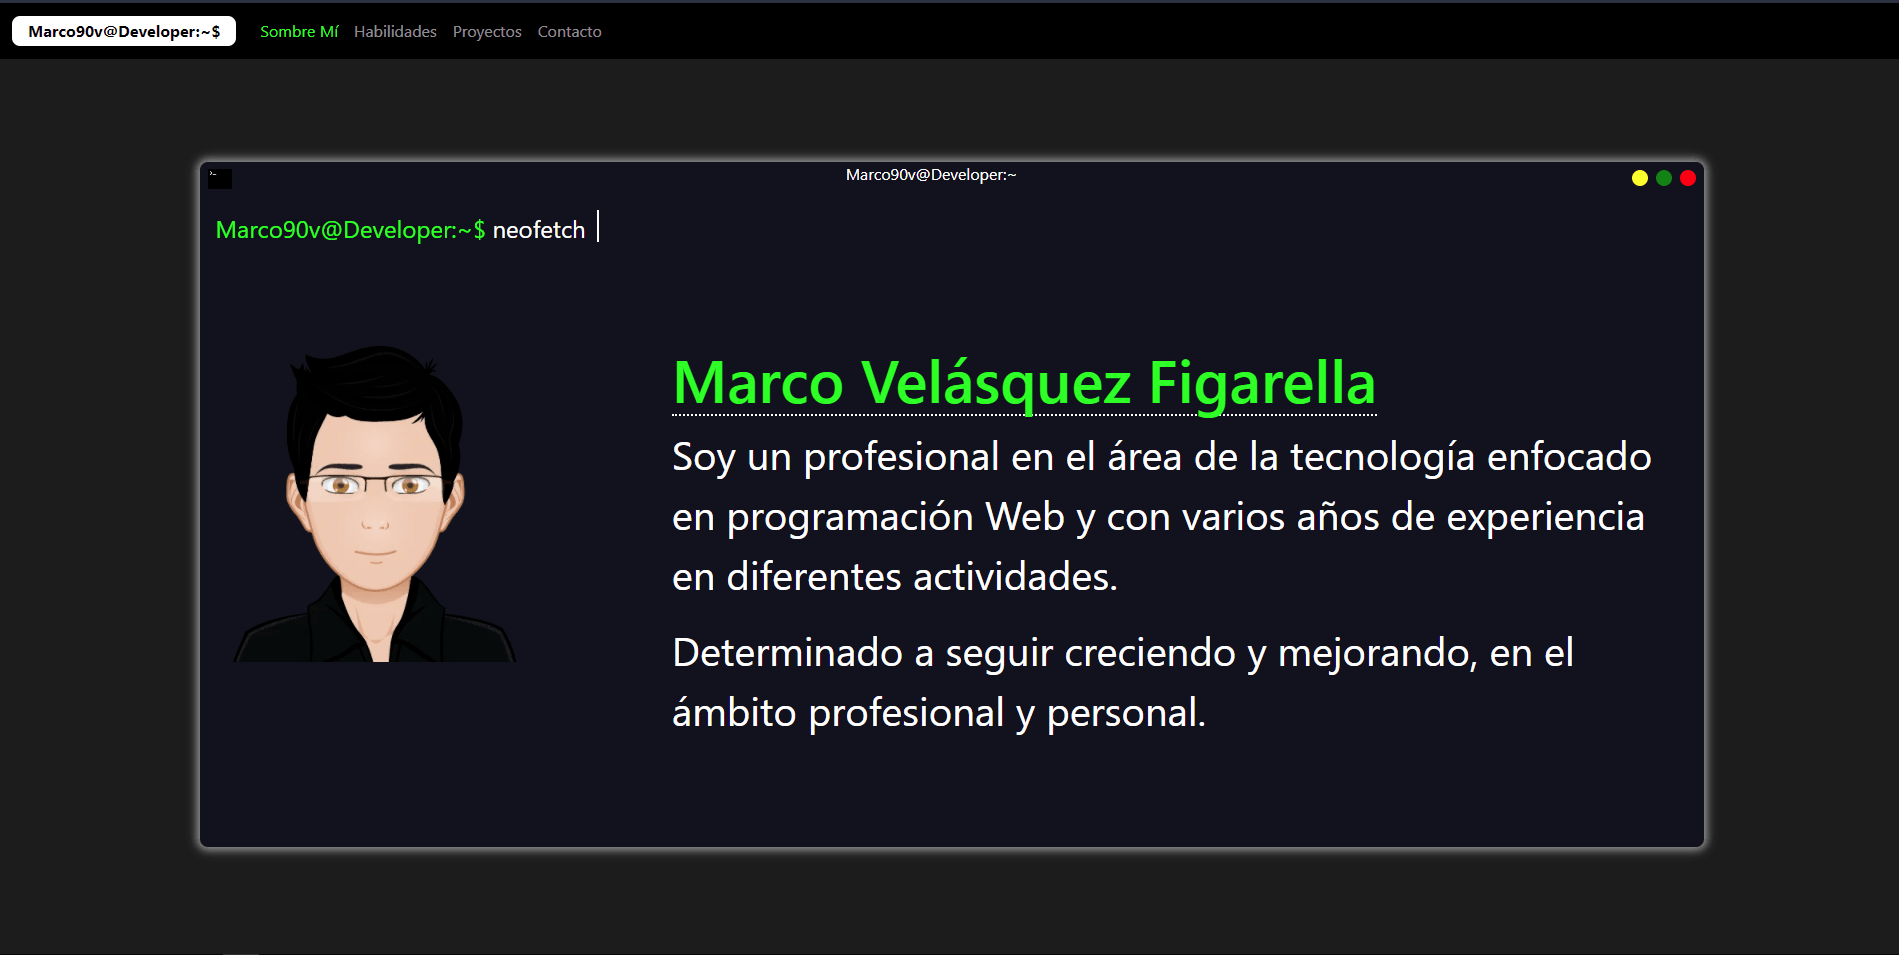 Marco90v@Developer:~$ Sombre Mí Habilidades Proyectos Contacto
Marco90v@Developer:~
Marco90v@Developer:~$ neofetch
Marco Velásquez Figarella
Soy un profesional en el área de la tecnología enfocado
en programación Web y con varios años de experiencia
en diferentes actividades.
Determinado a seguir creciendo y mejorando, en el
ámbito profesional y personal.